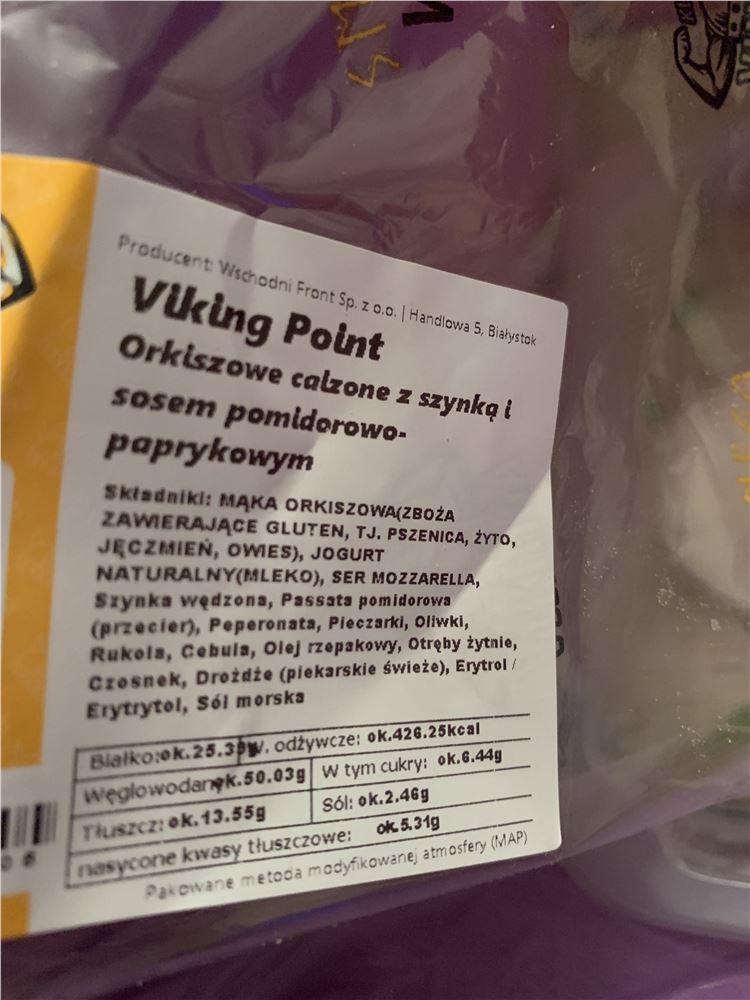 Producent: Wschodni Front Sp. z o.o. | Handlowa 5, Białystok
Viking Point
Orkiszowe calzone z szynką i
sosem pomidorowo-
paprykowym
Składniki: MĄKA ORKISZOWA(ZBOŻA
ZAWIERAJĄCE GLUTEN, TJ. PSZENICA, ŻYTO,
JĘCZMIEŃ, OWIES), JOGURT
NATURALNY(MLEKO), SER MOZZARELLA,
Szynka wędzona, Passata pomidorowa
(przecier), Peperonata, Pieczarki, Oliwki,
Rukola, Cebula, Olej rzepakowy, Otręby żytnie,
Czosnek, Drożdże (piekarskie świeże), Erytrol /
Erytrytol, Sól morska
Białko: ok. odżywcze: ok.426.25kcal
ok.50.03g W tym cukry: ok.6.44g
Tłuszcz: ok.13.55g Sól: ok.2.46g
nasycone kwasy tłuszczowe: ok.5.31g
Pakowane metoda modyfikowanej atmosfery (MAP)